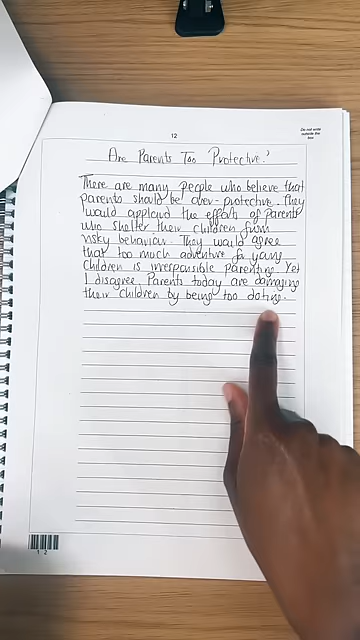 12
Do not write
outside the
box
Are Parents Too 'Protective.'
There are many people who believe that
parents should be over-protective. They
would applaud the efforts of parents
who shelter their children from
risky behaviour. They would agree
that too much adventure for young
children is irresponsible parenting. Yet
I disagree. Parents today are damaging
their children by being too doting.
1 2